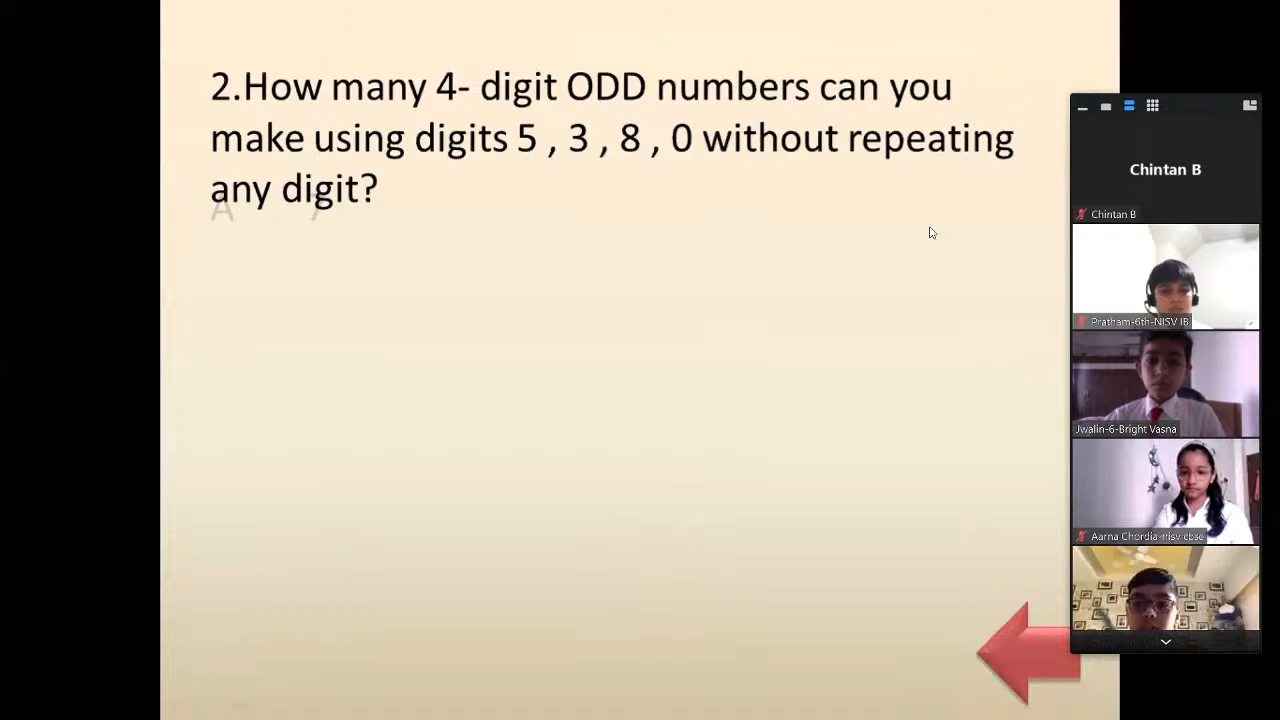 2.How many 4- digit ODD numbers can you
make using digits 5 , 3 , 8 , 0 without repeating
any digit?
A
Chintan B
Chintan B
Pratham-6th-NISV IB
Jwalin-6-Bright Vasna
Aarna Chordia-nisv cbse